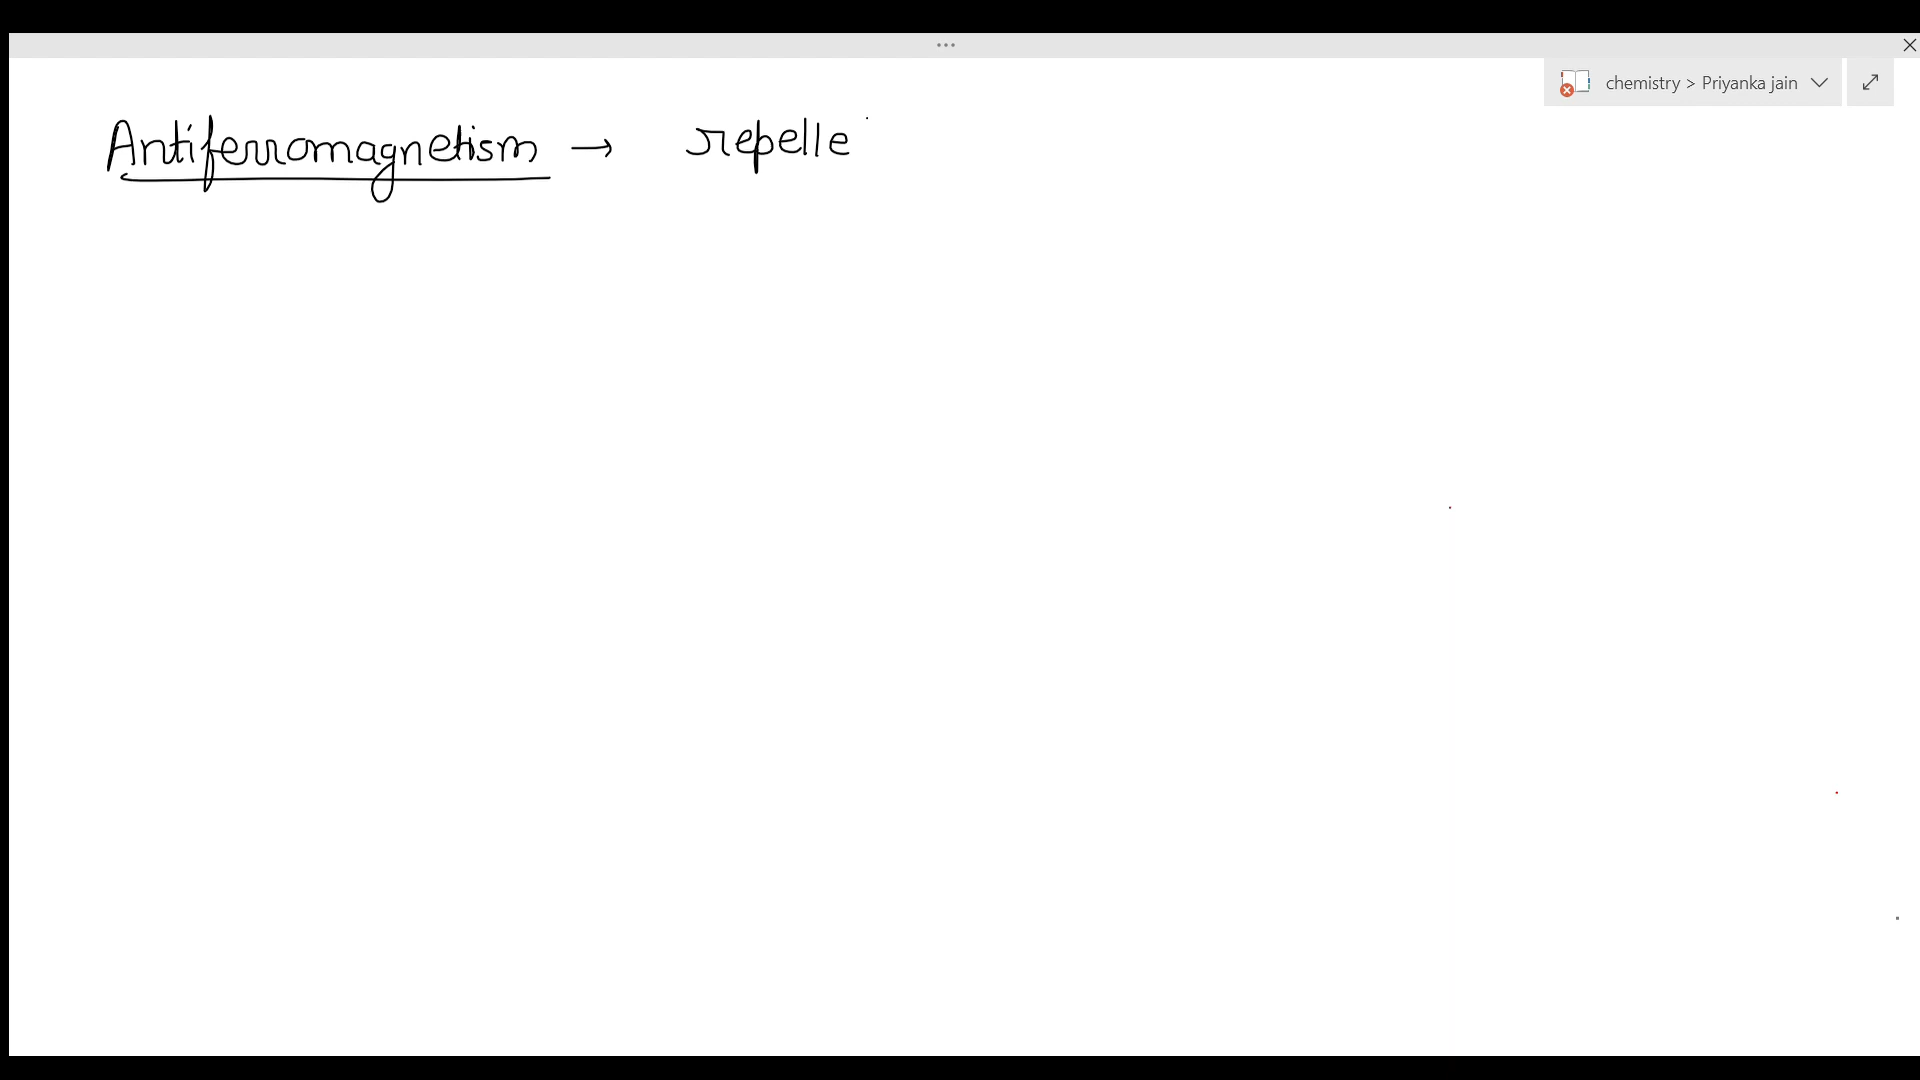 chemistry > Priyanka jain
Antiferromagnetism → repelle